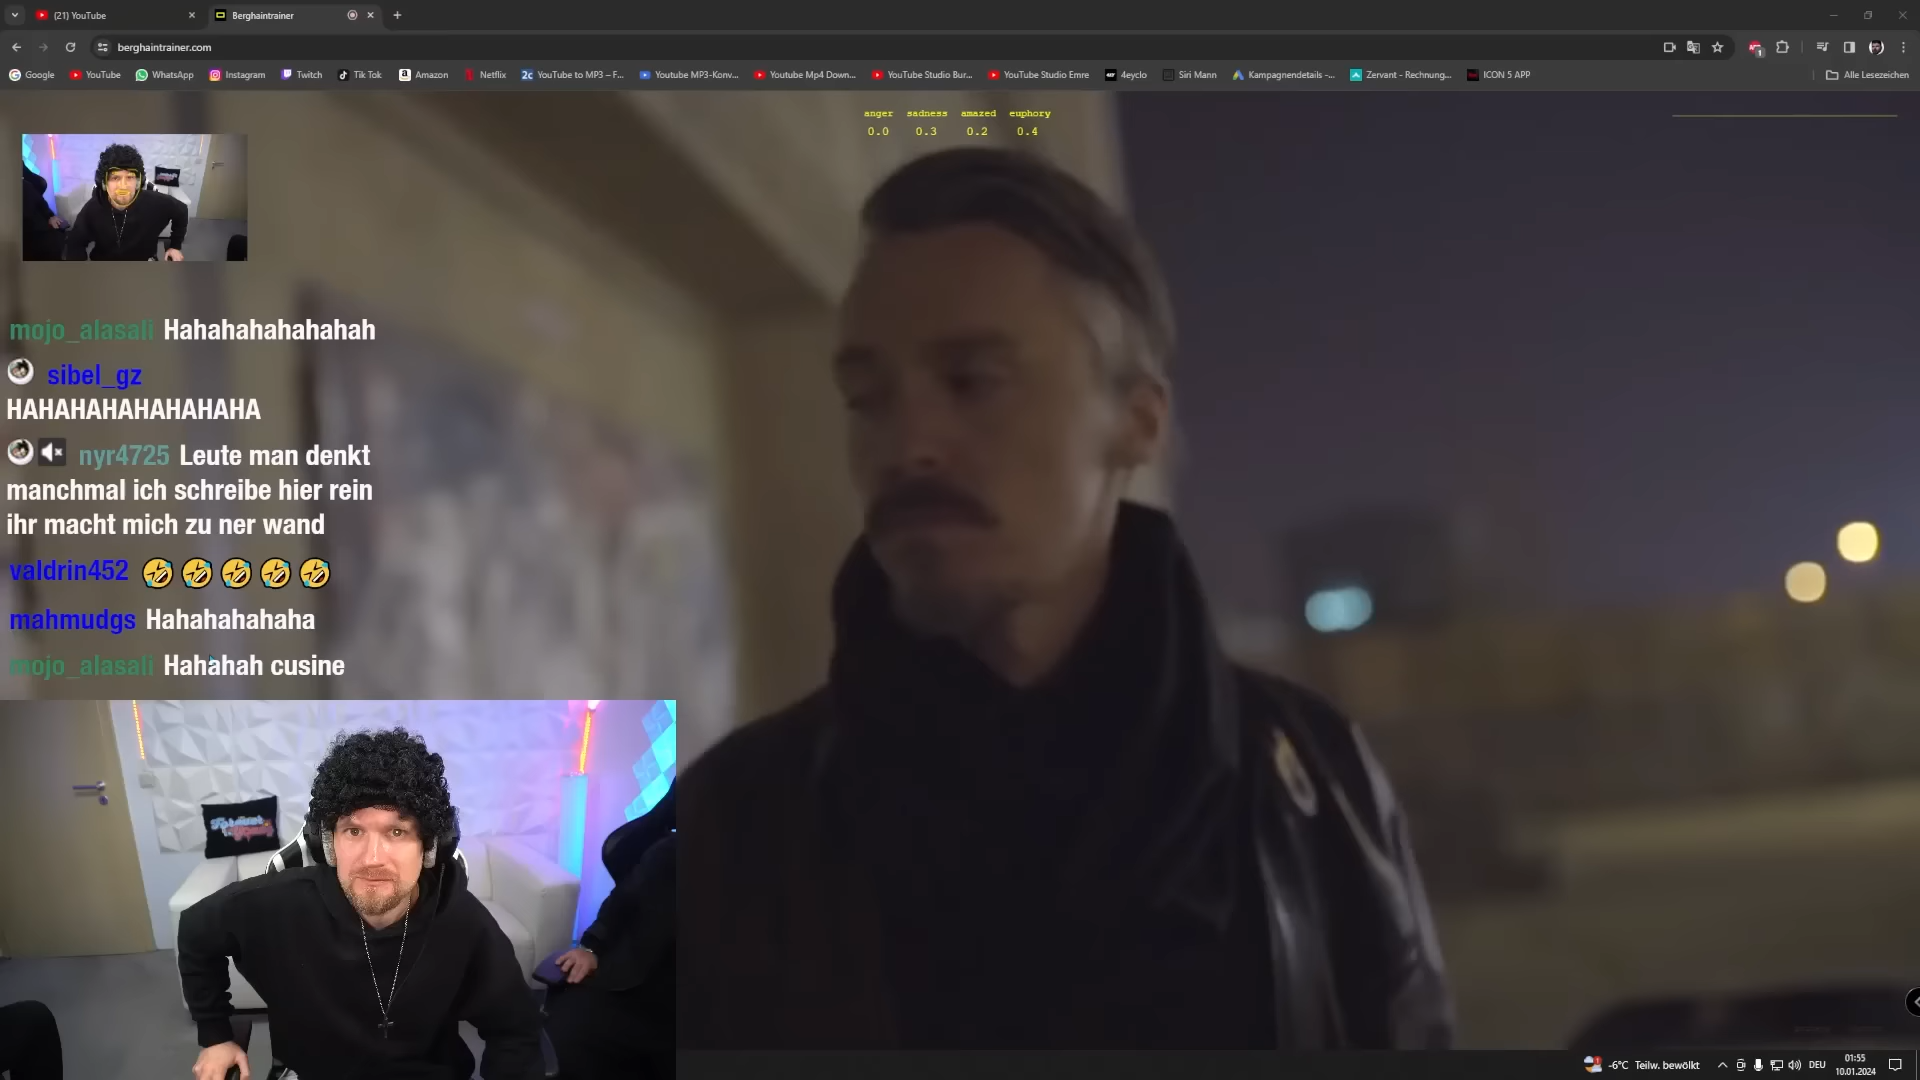 (21) YouTube
Berghaintrainer
berghaintrainer.com
Google YouTube WhatsApp Instagram Twitch Tik Tok Amazon Netflix YouTube to MP3 – F... Youtube MP3-Konv... Youtube Mp4 Down... YouTube Studio Bur... YouTube Studio Emre 4eyclo Siri Mann Kampagnendetails -... Zervant - Rechnung... ICON 5 APP Alle Lesezeichen
anger sadness amazed euphory
0.0 0.3 0.2 0.4
mojo_alasali Hahahahahahahah
sibel_gz
HAHAHAHAHAHAHAHA
nyr4725 Leute man denkt
manchmal ich schreibe hier rein
ihr macht mich zu ner wand
valdrin452
mahmudgs Hahahahahaha
mojo_alasali Hahahah cusine
-6°C Teilw. bewölkt DEU
01:55
10.01.2024